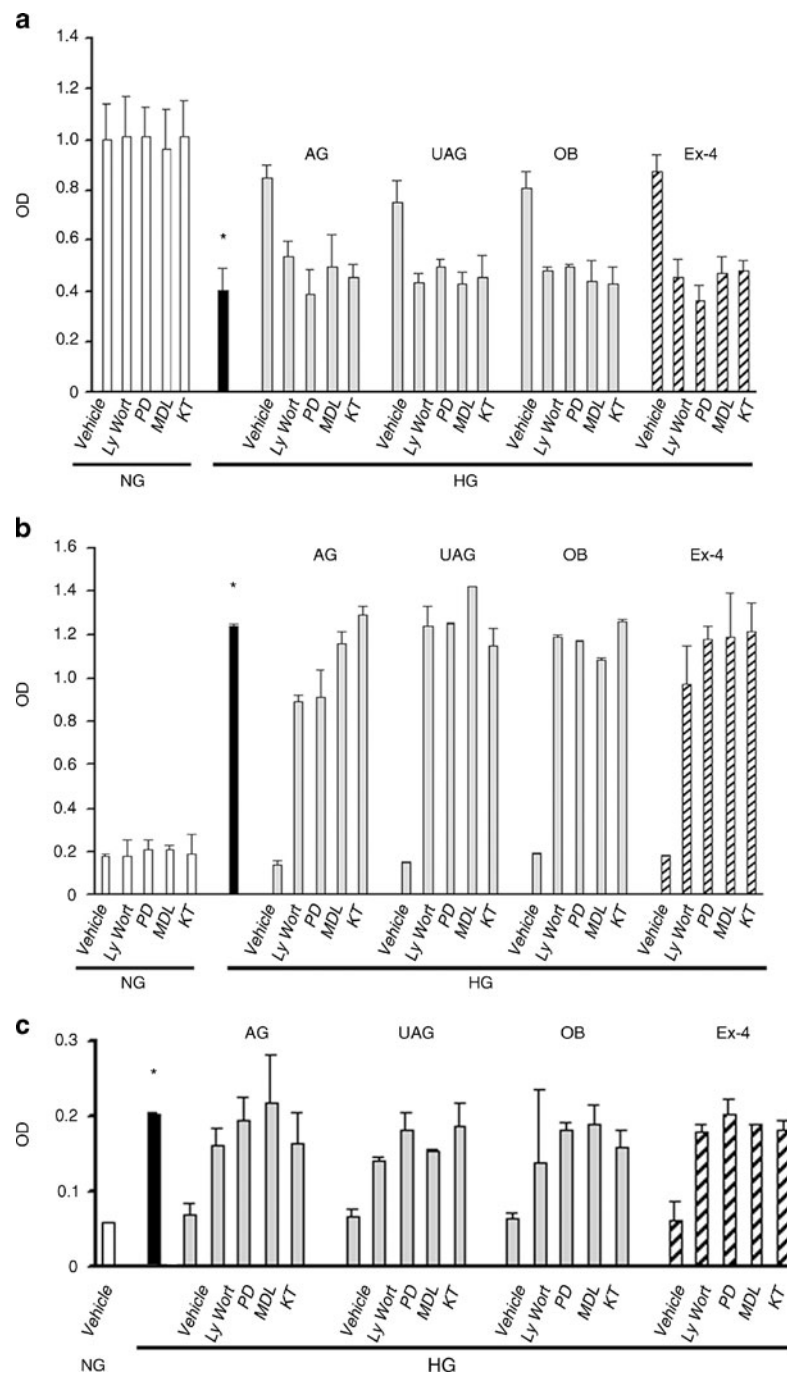 a
1.4
1.2
1.0
0.8
0.6
0.4
0.2
0
OD
*
AG
UAG
OB
Ex-4
Vehicle
Ly Wort
PD
MDL
KT
Vehicle
Ly Wort
PD
MDL
KT
Vehicle
Ly Wort
PD
MDL
KT
Vehicle
Ly Wort
PD
MDL
KT
Vehicle
Ly Wort
PD
MDL
KT
NG
HG
b
1.6
1.4
1.2
1.0
0.8
0.6
0.4
0.2
0
OD
*
AG
UAG
OB
Ex-4
Vehicle
Ly Wort
PD
MDL
KT
Vehicle
Ly Wort
PD
MDL
KT
Vehicle
Ly Wort
PD
MDL
KT
Vehicle
Ly Wort
PD
MDL
KT
Vehicle
Ly Wort
PD
MDL
KT
NG
HG
c
0.3
0.2
0.1
0
OD
*
AG
UAG
OB
Ex-4
Vehicle
Vehicle
Ly Wort
PD
MDL
KT
Vehicle
Ly Wort
PD
MDL
KT
Vehicle
Ly Wort
PD
MDL
KT
Vehicle
Ly Wort
PD
MDL
KT
NG
HG